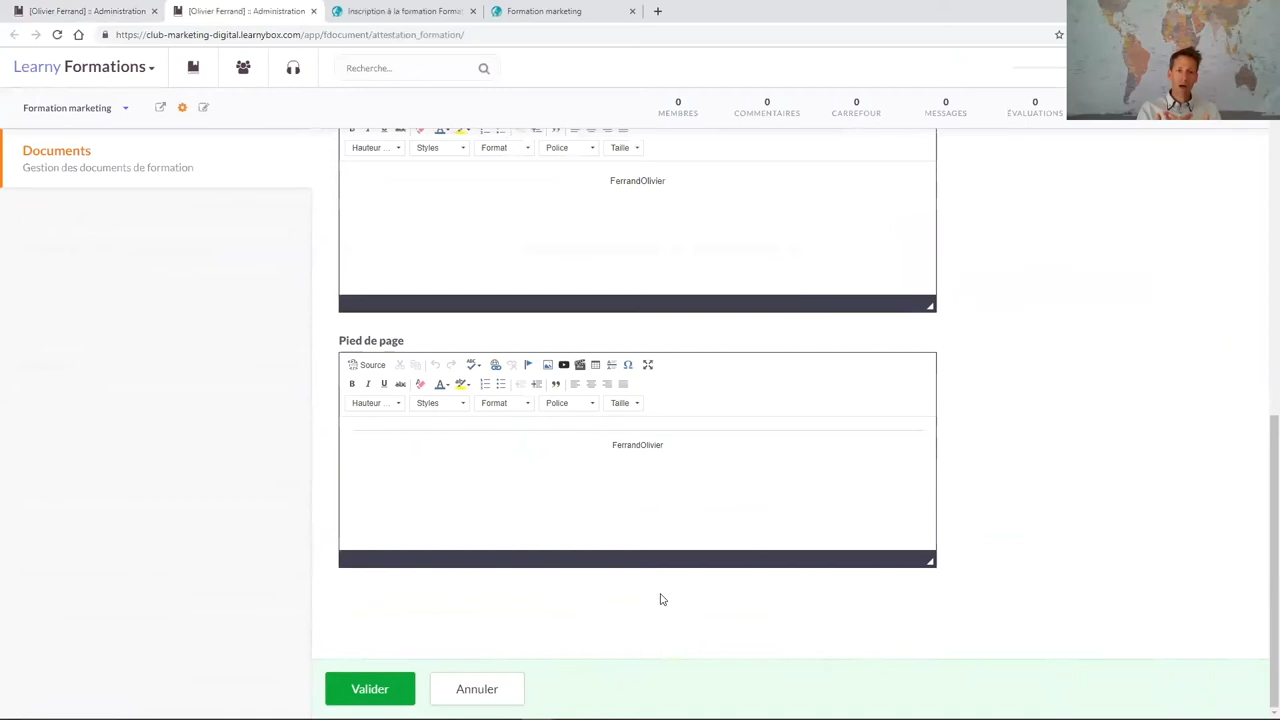 [Olivier Ferrand] :: Administration
[Olivier Ferrand] :: Administration
Inscription à la formation Format
Formation marketing
https://club-marketing-digital.learnybox.com/app/fdocument/attestation_formation/
Learny Formations
Recherche...
Formation marketing
0
MEMBRES
0
COMMENTAIRES
0
CARREFOUR
0
MESSAGES
0
ÉVALUATIONS
Documents
Gestion des documents de formation
B I U abc
Hauteur ... Styles Format Police Taille
FerrandOlivier
Pied de page
Source
B I U abc
Hauteur ... Styles Format Police Taille
FerrandOlivier
Valider Annuler